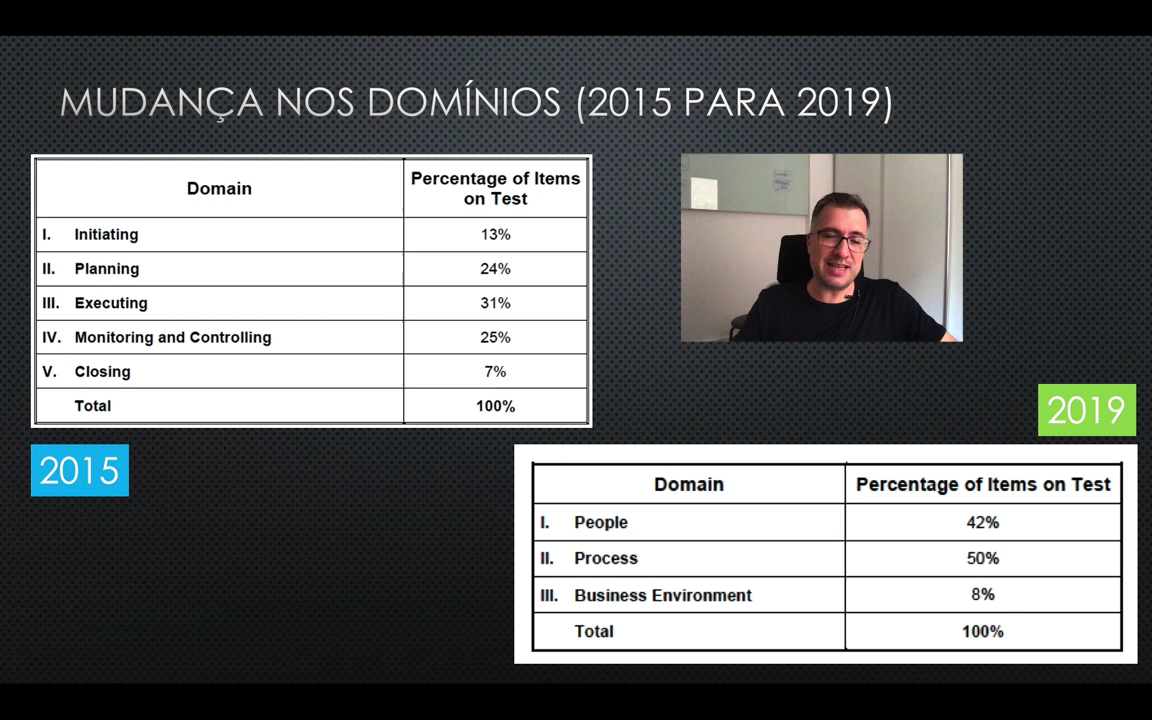 MUDANÇA NOS DOMÍNIOS (2015 PARA 2019)
Domain Percentage of Items on Test
I. Initiating 13%
II. Planning 24%
III. Executing 31%
IV. Monitoring and Controlling 25%
V. Closing 7%
Total 100%
2015
2019
Domain Percentage of Items on Test
I. People 42%
II. Process 50%
III. Business Environment 8%
Total 100%